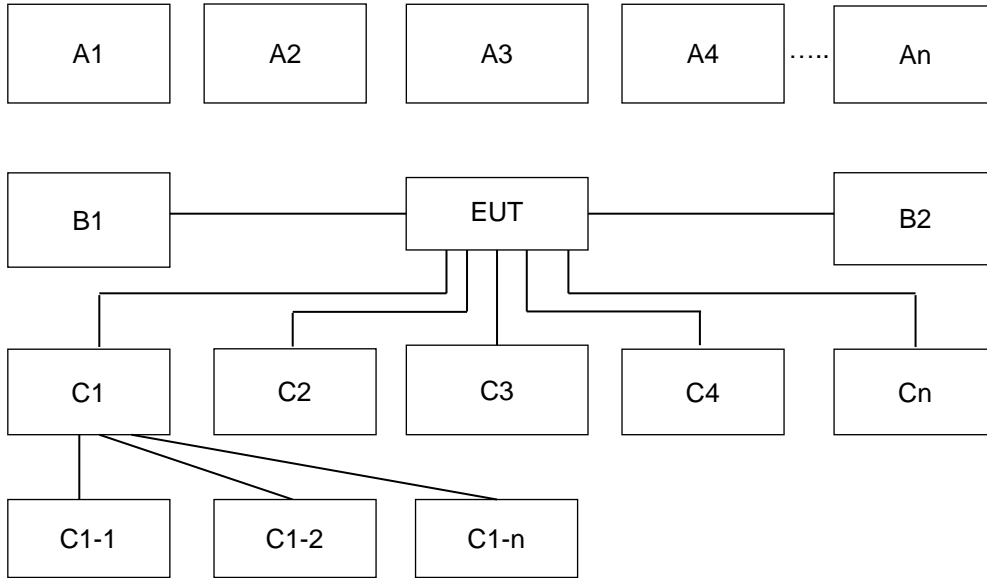 A1 A2 A3 A4 ..... An
B1 EUT B2
C1 C2 C3 C4 Cn
C1-1 C1-2 C1-n